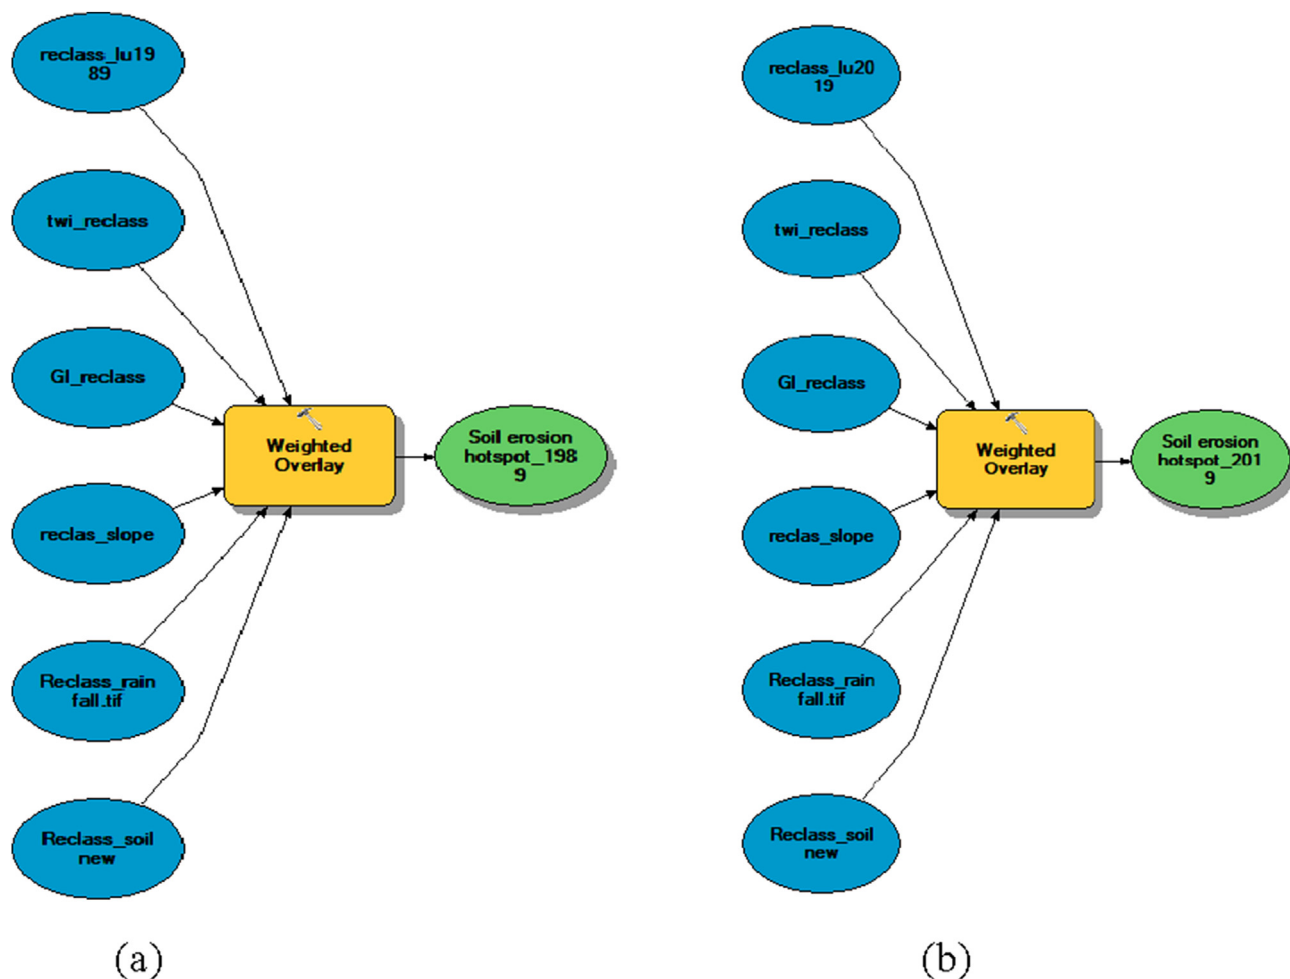 reclass_lu19
89
twi_reclass
GI_reclass
reclas_slope
Reclass_rain
fall.tif
Reclass_soil
new
Weighted
Overlay
Soil erosion
hotspot_198
9
(a)
reclass_lu20
19
twi_reclass
GI_reclass
reclas_slope
Reclass_rain
fall.tif
Reclass_soil
new
Weighted
Overlay
Soil erosion
hotspot_201
9
(b)